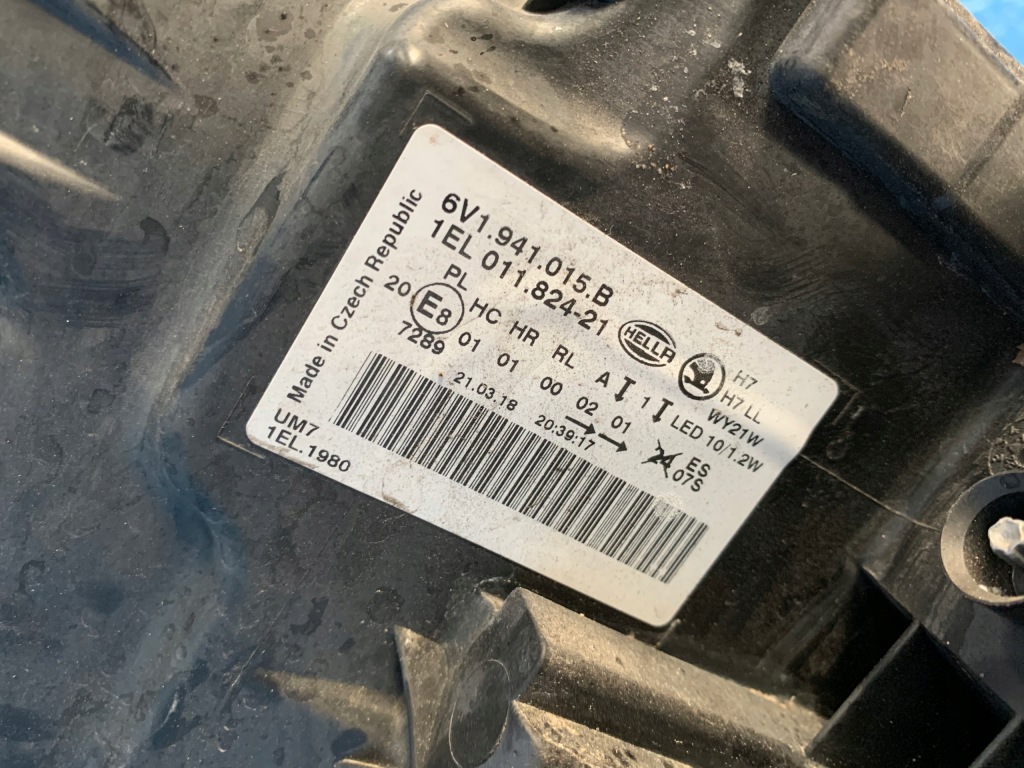 6V1.941.015.B
1EL 011.824-21
HELLA
Made in Czech Republic
PL HC HR RL A 1
20 E8 01 01 00 02 01
7289
H7
H7 LL
WY21W
LED 10/1.2W
ES
07S
21.03.18 20:39:17
UM7
1EL.1980